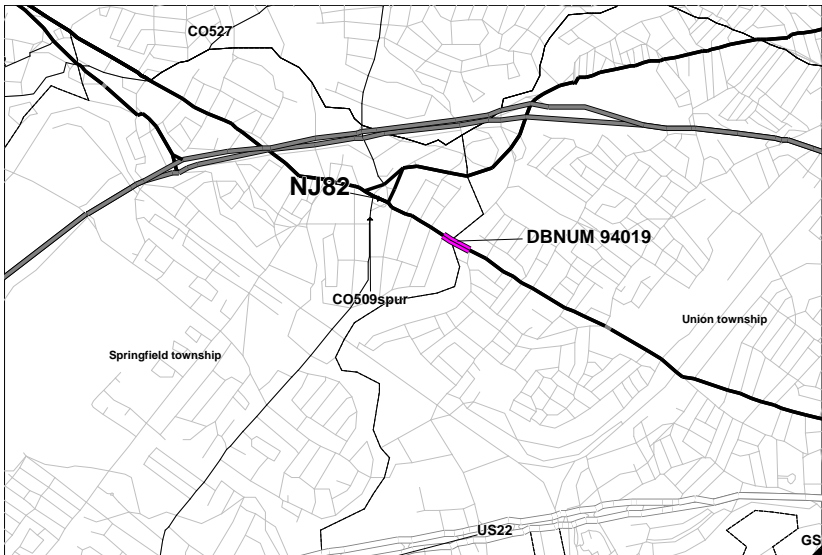 CO527
NJ82
DBNUM 94019
CO509spur
Union township
Springfield township
US22
GS